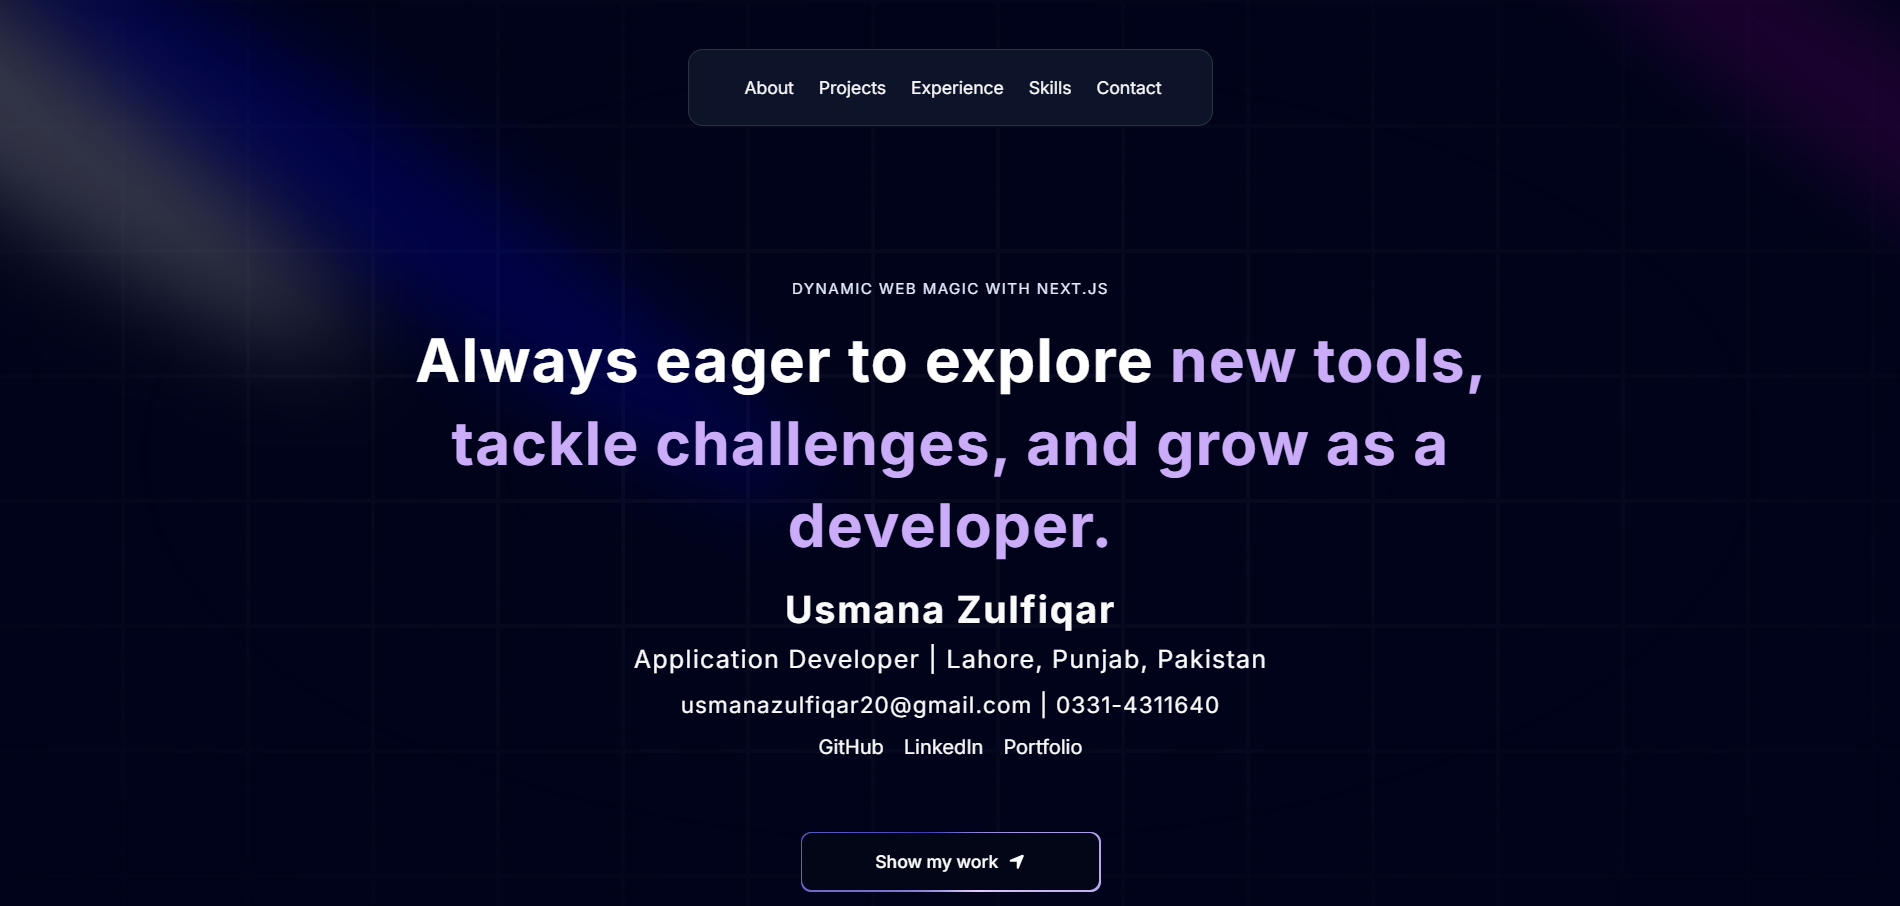 About Projects Experience Skills Contact
DYNAMIC WEB MAGIC WITH NEXT.JS
Always eager to explore new tools,
tackle challenges, and grow as a
developer.
Usmana Zulfiqar
Application Developer | Lahore, Punjab, Pakistan
usmanazulfiqar20@gmail.com | 0331-4311640
GitHub LinkedIn Portfolio
Show my work